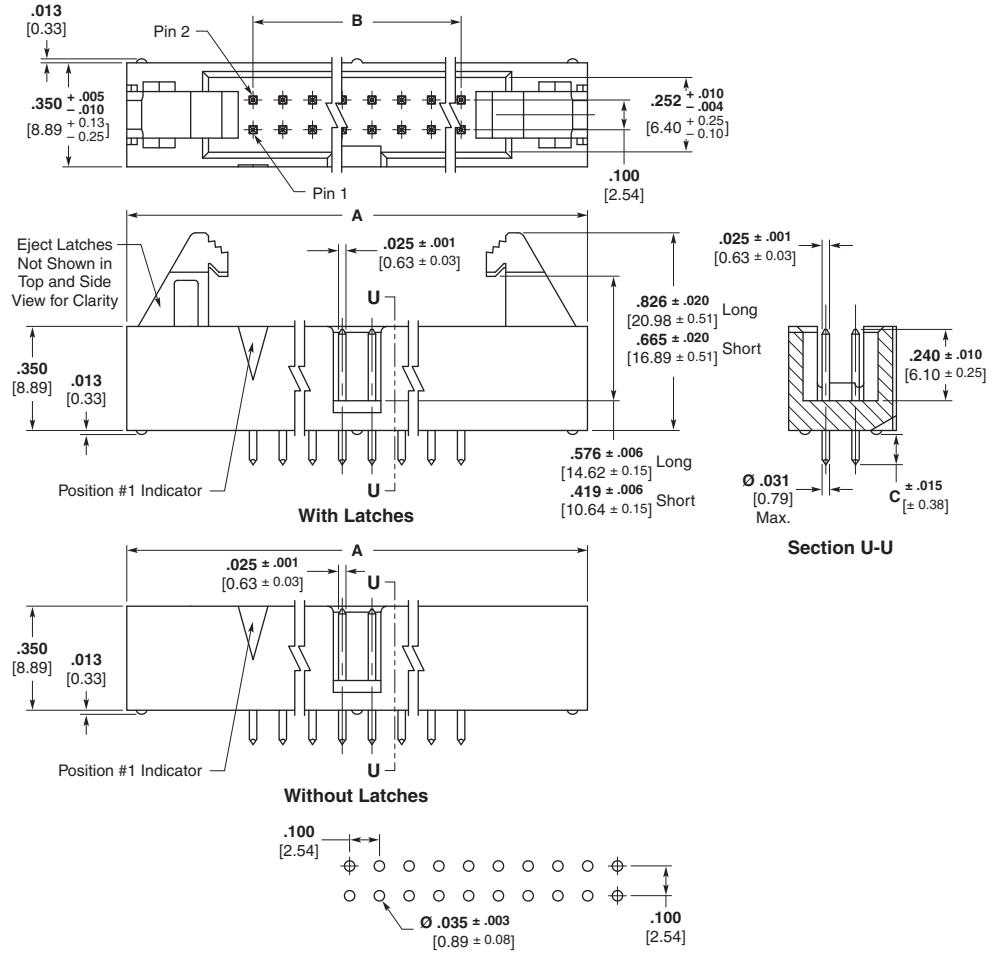 .013
[0.33]
Pin 2
B
.350 + .005 - .010
[8.89 + 0.13 - 0.25]
.252 + .010 - .004
[6.40 + 0.25 - 0.10]
.100
[2.54]
Pin 1
A
Eject Latches
Not Shown in
Top and Side
View for Clarity
.025 ± .001
[0.63 ± 0.03]
U
.826 ± .020
[20.98 ± 0.51] Long
.665 ± .020
[16.89 ± 0.51] Short
.350
[8.89]
.013
[0.33]
.576 ± .006
[14.62 ± 0.15] Long
.419 ± .006
[10.64 ± 0.15] Short
Position #1 Indicator
U
With Latches
.025 ± .001
[0.63 ± 0.03]
.240 ± .010
[6.10 ± 0.25]
Ø .031
[0.79]
Max.
C ± .015
[± 0.38]
Section U-U
A
.025 ± .001
[0.63 ± 0.03]
U
.350
[8.89]
.013
[0.33]
Position #1 Indicator
U
Without Latches
.100
[2.54]
Ø .035 ± .003
[0.89 ± 0.08]
.100
[2.54]